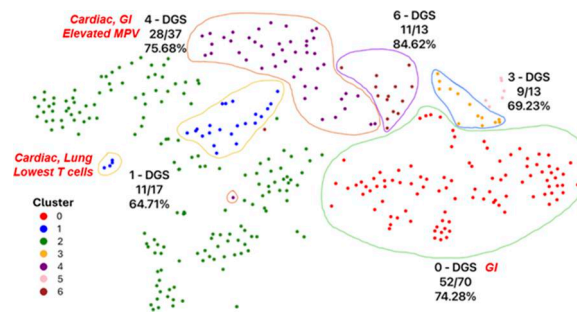 Cardiac, GI
Elevated MPV
4 - DGS
28/37
75.68%
6 - DGS
11/13
84.62%
3 - DGS
9/13
69.23%
Cardiac, Lung
Lowest T cells
1 - DGS
11/17
64.71%
Cluster
0
1
2
3
4
5
6
0 - DGS GI
52/70
74.28%